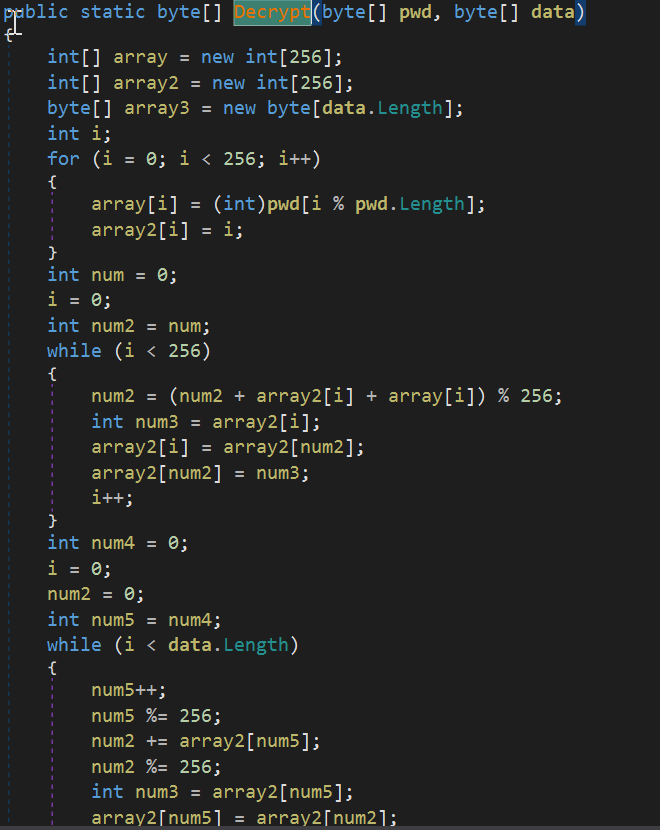 public static byte[] Decrypt(byte[] pwd, byte[] data)
{
int[] array = new int[256];
int[] array2 = new int[256];
byte[] array3 = new byte[data.Length];
int i;
for (i = 0; i < 256; i++)
{
array[i] = (int)pwd[i % pwd.Length];
array2[i] = i;
}
int num = 0;
i = 0;
int num2 = num;
while (i < 256)
{
num2 = (num2 + array2[i] + array[i]) % 256;
int num3 = array2[i];
array2[i] = array2[num2];
array2[num2] = num3;
i++;
}
int num4 = 0;
i = 0;
num2 = 0;
int num5 = num4;
while (i < data.Length)
{
num5++;
num5 %= 256;
num2 += array2[num5];
num2 %= 256;
int num3 = array2[num5];
array2[num5] = array2[num2];